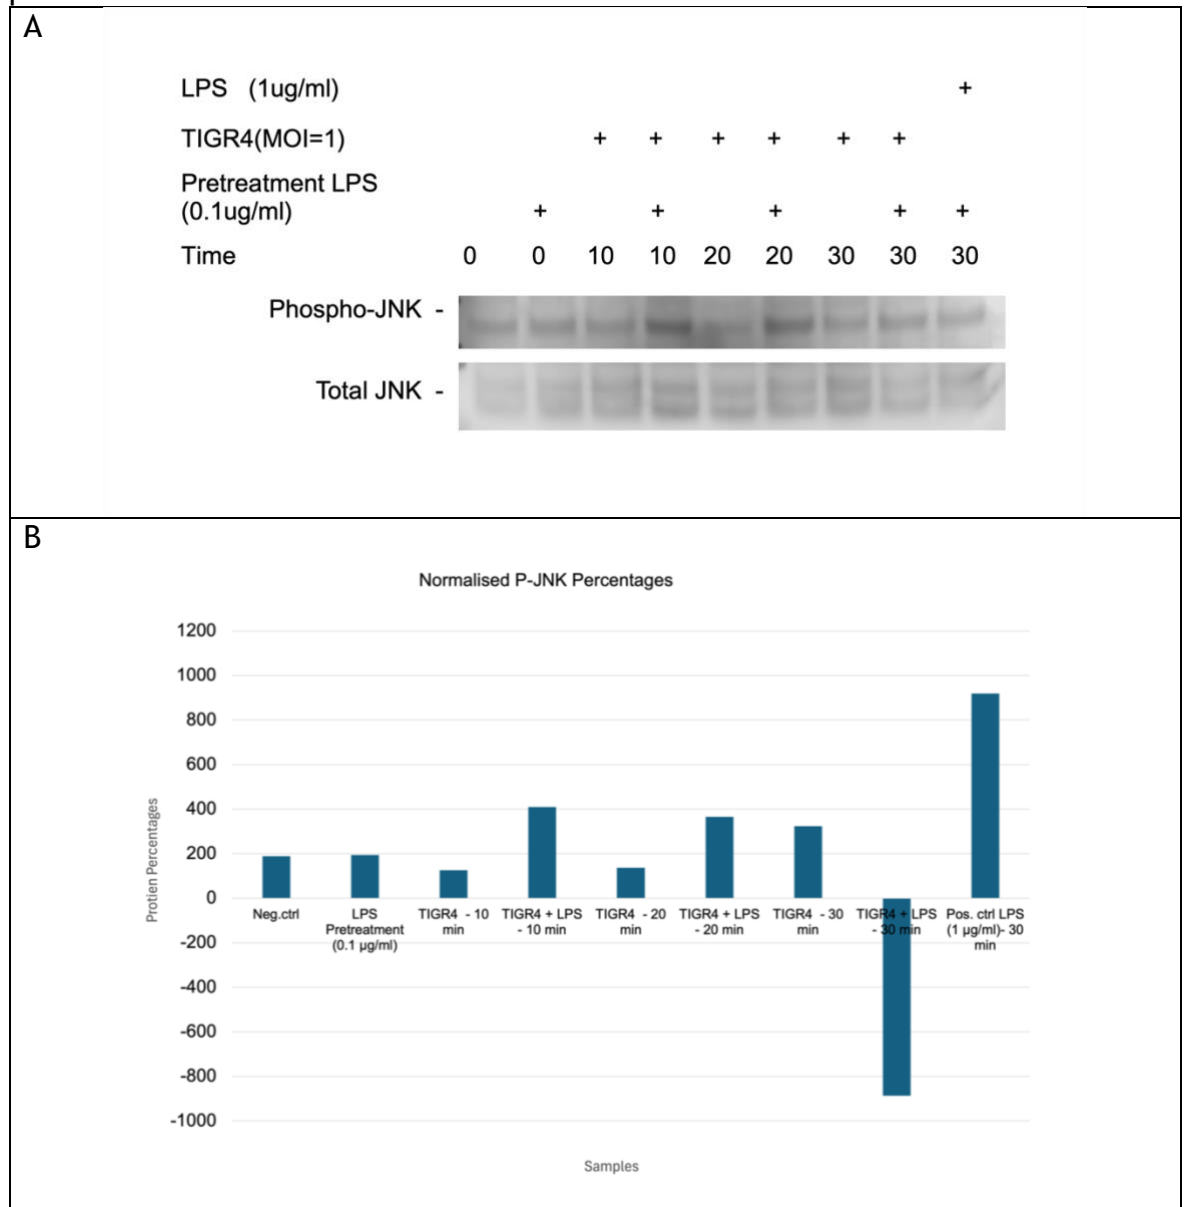 A
LPS (1ug/ml) +
TIGR4(MOI=1) + + + + + +
Pretreatment LPS
(0.1ug/ml) + + + + +
Time 0 0 10 10 20 20 30 30 30
Phospho-JNK -
Total JNK -
B
Normalised P-JNK Percentages
1200
1000
800
600
400
200
0
-200
-400
-600
-800
-1000
Protien Percentages
Neg.ctrl
LPS
Pretreatment
(0.1 µg/ml)
TIGR4 - 10
min
TIGR4 + LPS
- 10 min
TIGR4 - 20
min
TIGR4 + LPS
- 20 min
TIGR4 - 30
min
TIGR4 + LPS
- 30 min
Pos. ctrl LPS
(1 µg/ml)- 30
min
Samples